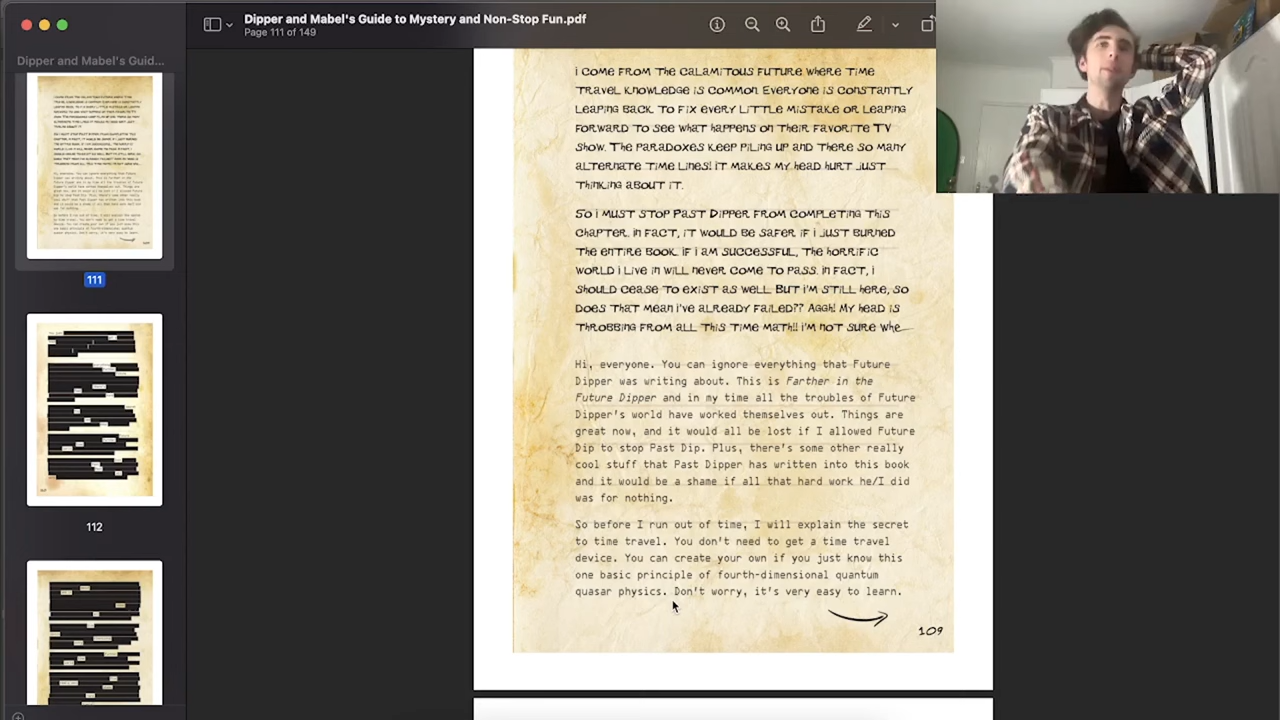 Dipper and Mabel's Guide to Mystery and Non-Stop Fun.pdf
Page 111 of 149
Dipper and Mabel's Guid...
111
112
I COME FROM THE CALAMITOUS FUTURE WHERE TIME
TRAVEL KNOWLEDGE IS COMMON. EVERYONE IS CONSTANTLY
LEAPING BACK TO FIX EVERY LITTLE MISTAKE OR LEAPING
FORWARD TO SEE WHAT HAPPENS ON THEIR FAVORITE TV
SHOW. THE PARADOXES KEEP PILING UP AND THERE SO MANY
ALTERNATE TIME LINES! IT MAKES MY HEAD HURT JUST
THINKING ABOUT IT.
SO I MUST STOP PAST DIPPER FROM COMPLETING THIS
CHAPTER. IN FACT, IT WOULD BE SAFER IF I JUST BURNED
THE ENTIRE BOOK. IF I AM SUCCESSFUL, THE HORRIFIC
WORLD I LIVE IN WILL NEVER COME TO PASS. IN FACT, I
SHOULD CEASE TO EXIST AS WELL. BUT I'M STILL HERE, SO
DOES THAT MEAN I'VE ALREADY FAILED?? AGGH! MY HEAD IS
THROBBING FROM ALL THIS TIME MATH!! I'M NOT SURE WHE
Hi, everyone. You can ignore everything that Future
Dipper was writing about. This is Farther in the
Future Dipper and in my time all the troubles of Future
Dipper's world have worked themselves out. Things are
great now, and it would all be lost if I allowed Future
Dip to stop Past Dip. Plus, there's some other really
cool stuff that Past Dipper has written into this book
and it would be a shame if all that hard work he/I did
was for nothing.
So before I run out of time, I will explain the secret
to time travel. You don't need to get a time travel
device. You can create your own if you just know this
one basic principle of fourth-dimensional quantum
quasar physics. Don't worry, it's very easy to learn.
109